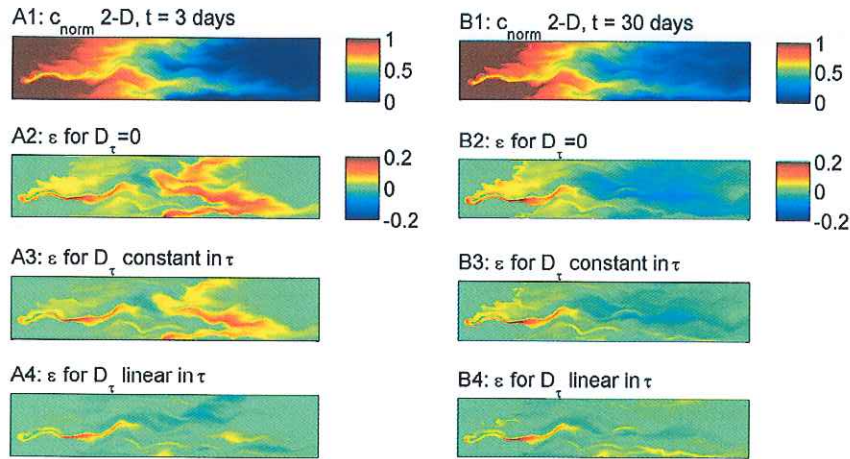 A1: c_norm 2-D, t = 3 days
1
0.5
0
A2: ε for D_τ=0
0.2
0
-0.2
A3: ε for D_τ constant in τ
A4: ε for D_τ linear in τ
B1: c_norm 2-D, t = 30 days
1
0.5
0
B2: ε for D_τ=0
0.2
0
-0.2
B3: ε for D_τ constant in τ
B4: ε for D_τ linear in τ